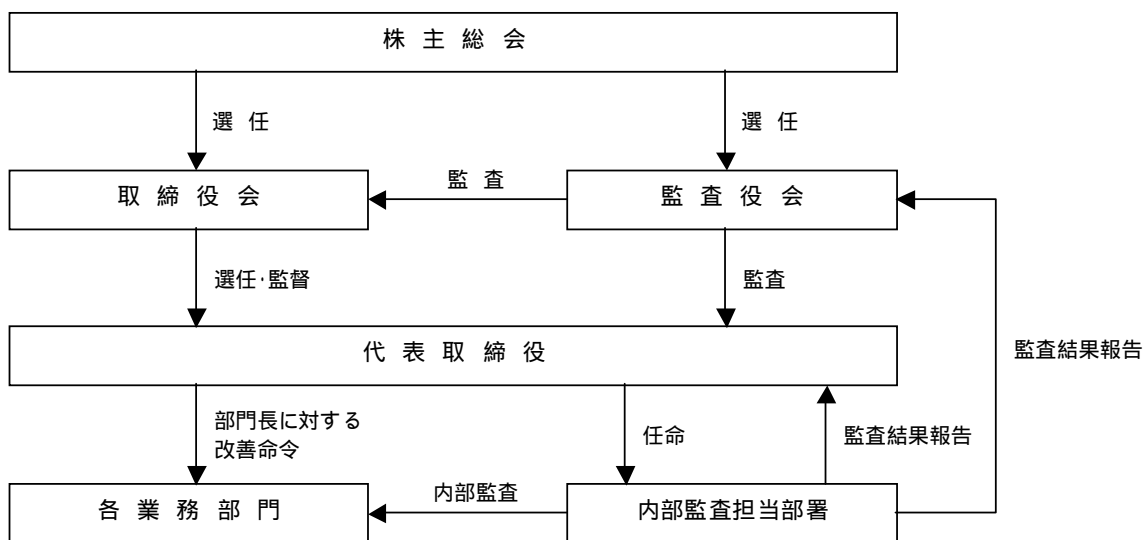 株主総会
選任
選任
取締役会
監査
監査役会
選任・監督
監査
代表取締役
監査結果報告
部門長に対する
改善命令
任命
監査結果報告
各業務部門
内部監査
内部監査担当部署